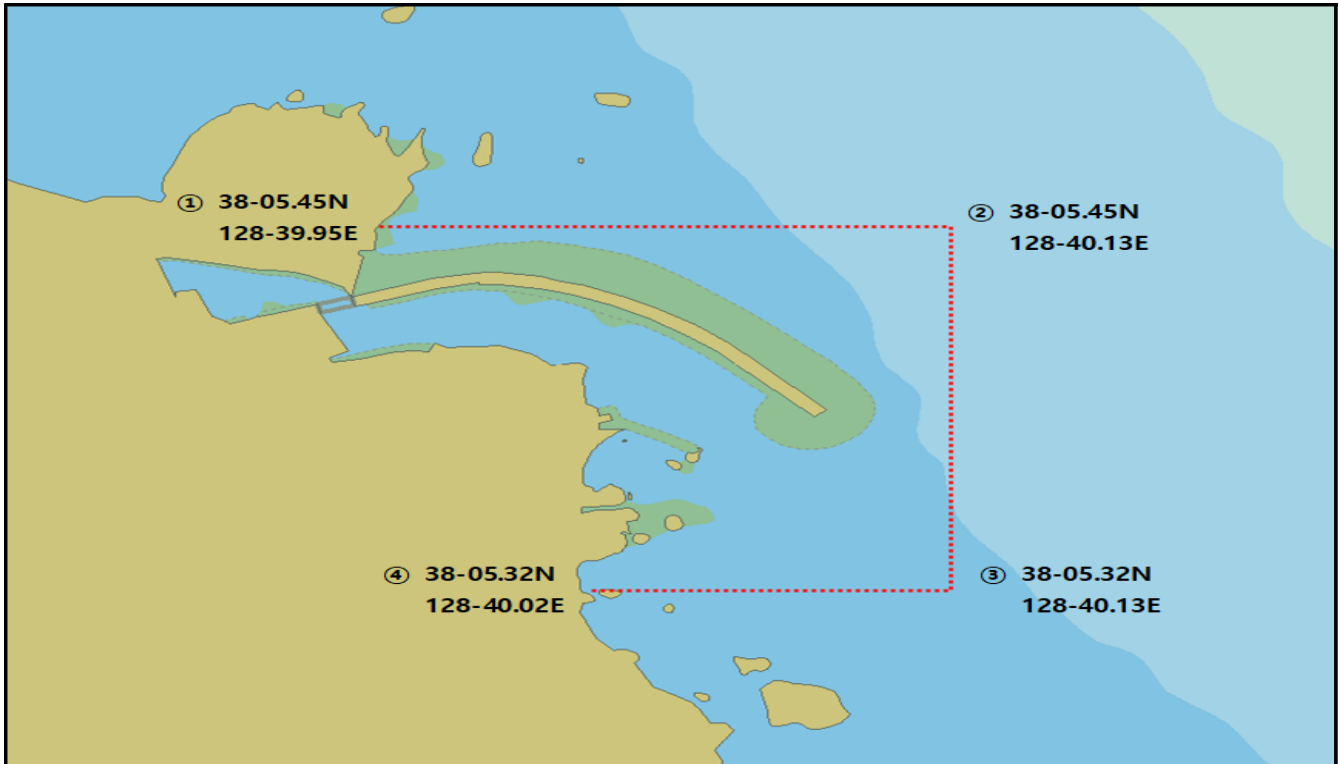 ① 38-05.45N
128-39.95E
② 38-05.45N
128-40.13E
④ 38-05.32N
128-40.02E
③ 38-05.32N
128-40.13E